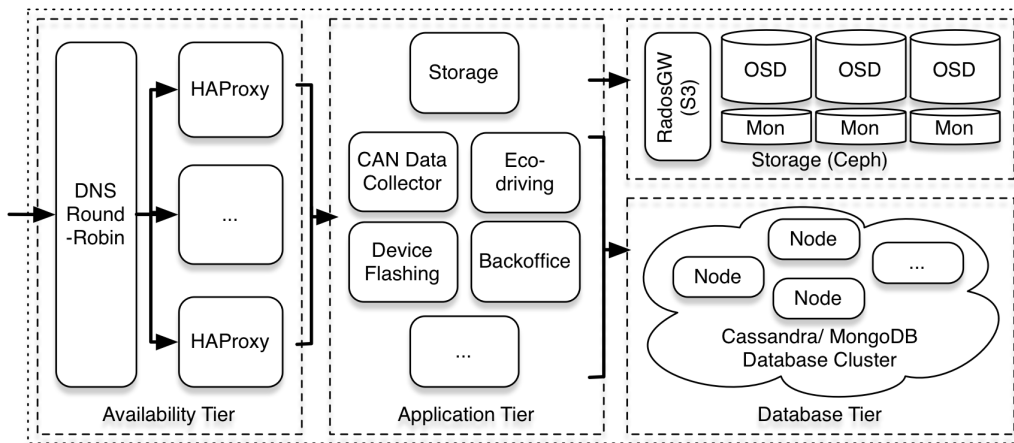 DNS
Round
-Robin
HAProxy
...
HAProxy
Availability Tier
Storage
CAN Data
Collector
Eco-
driving
Device
Flashing
Backoffice
...
Application Tier
RadosGW
(S3)
OSD
OSD
OSD
Mon
Mon
Mon
Storage (Ceph)
Node
Node
...
Node
Cassandra/ MongoDB
Database Cluster
Database Tier